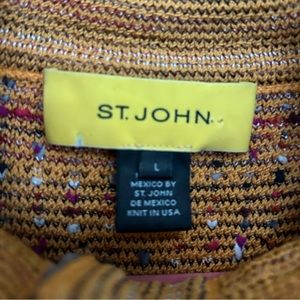 ST. JOHN
L
MEXICO BY
ST. JOHN
DE MEXICO
KNIT IN USA